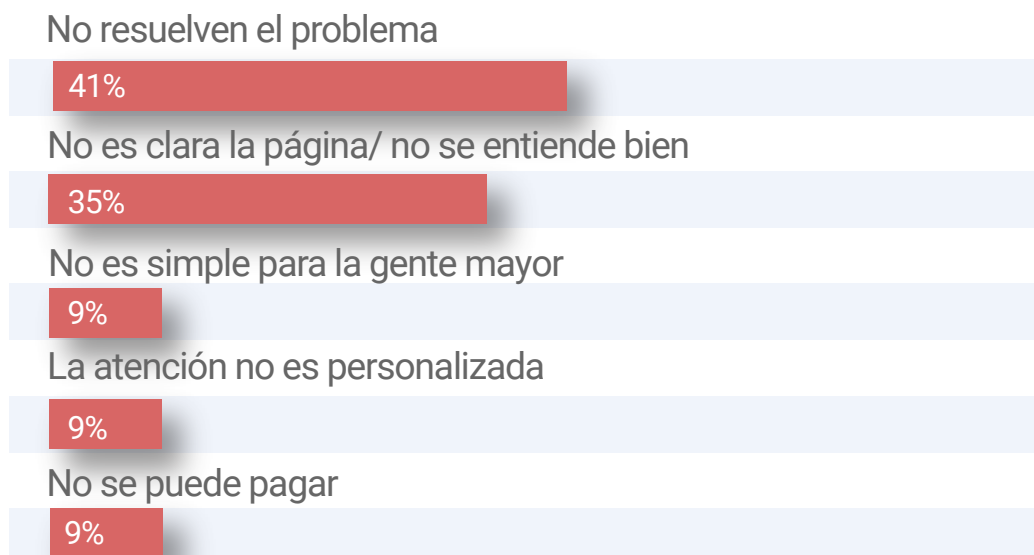 No resuelven el problema
41%
No es clara la página/ no se entiende bien
35%
No es simple para la gente mayor
9%
La atención no es personalizada
9%
No se puede pagar
9%